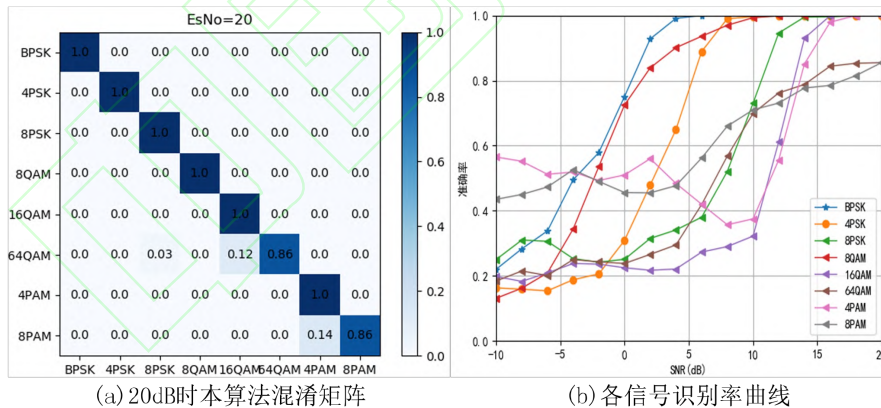 EsNo=20
BPSK 1.0 0.0 0.0 0.0 0.0 0.0 0.0 0.0
4PSK 0.0 1.0 0.0 0.0 0.0 0.0 0.0 0.0
8PSK 0.0 0.0 1.0 0.0 0.0 0.0 0.0 0.0
8QAM 0.0 0.0 0.0 1.0 0.0 0.0 0.0 0.0
16QAM 0.0 0.0 0.0 0.0 1.0 0.0 0.0 0.0
64QAM 0.0 0.0 0.03 0.0 0.12 0.86 0.0 0.0
4PAM 0.0 0.0 0.0 0.0 0.0 0.0 1.0 0.0
8PAM 0.0 0.0 0.0 0.0 0.0 0.0 0.14 0.86
BPSK 4PSK 8PSK 8QAM 16QAM 64QAM 4PAM 8PAM
1.0
0.8
0.6
0.4
0.2
0.0
(a)20dB时本算法混淆矩阵
准确率
1.0
0.8
0.6
0.4
0.2
0.0
-10 -5 0 5 10 15 20
SNR(dB)
BPSK
4PSK
8PSK
8QAM
16QAM
64QAM
4PAM
8PAM
(b)各信号识别率曲线